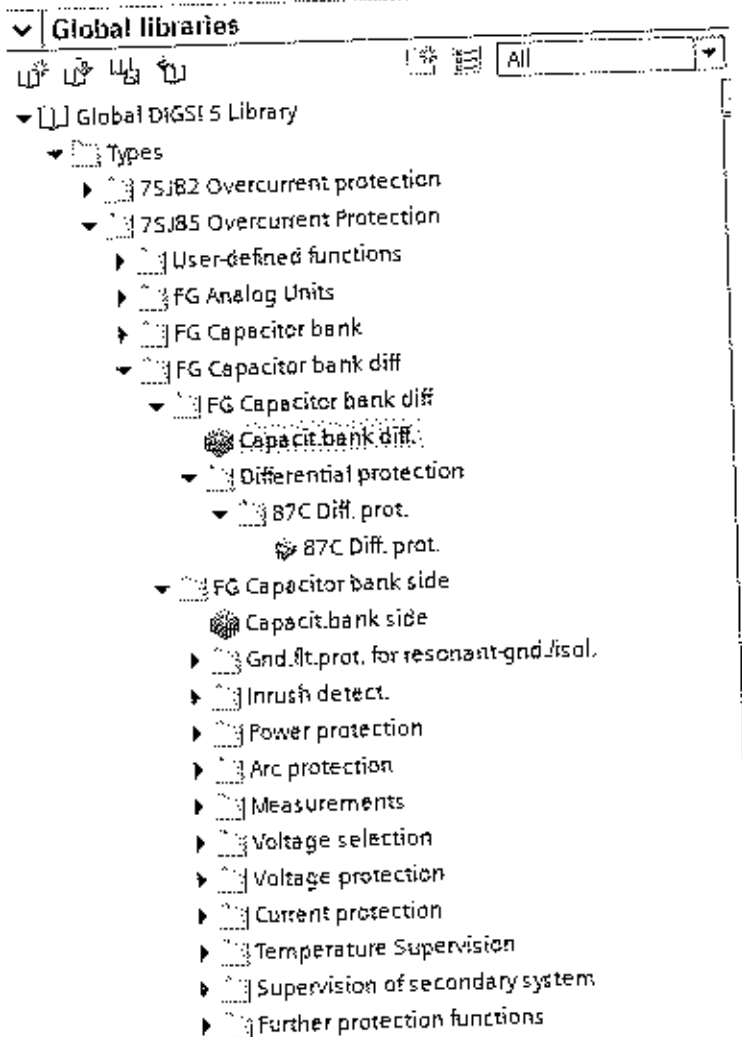 Global libraries
All
Global DIGSI 5 Library
Types
7SJ82 Overcurrent protection
7SJ85 Overcurrent Protection
User-defined functions
FG Analog Units
FG Capacitor bank
FG Capacitor bank diff
FG Capacitor bank diff
Capacit.bank diff.
Differential protection
87C Diff. prot.
87C Diff. prot.
FG Capacitor bank side
Capacit.bank side
Gnd.flt.prot. for resonant-gnd./isol.
Inrush detect.
Power protection
Arc protection
Measurements
Voltage selection
Voltage protection
Current protection
Temperature Supervision
Supervision of secondary system
Further protection functions